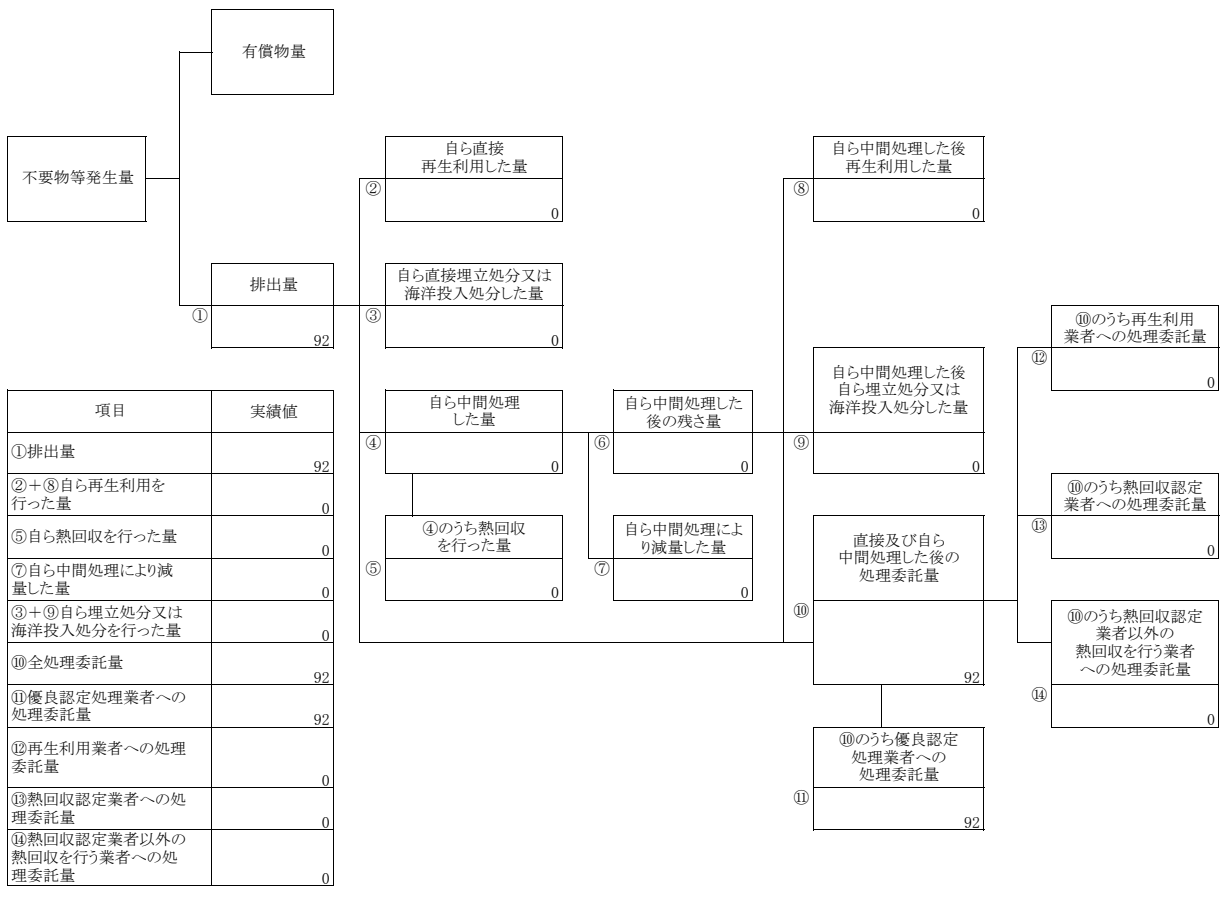 有償物量
不要物等発生量
排出量
①
92
自ら直接
再生利用した量
②
0
自ら直接埋立処分又は
海洋投入処分した量
③
0
自ら中間処理
した量
④
0
④のうち熱回収
を行った量
⑤
0
自ら中間処理した
後の残さ量
⑥
0
自ら中間処理によ
り減量した量
⑦
0
自ら中間処理した後
再生利用した量
⑧
0
自ら中間処理した後
自ら埋立処分又は
海洋投入処分した量
⑨
0
直接及び自ら
中間処理した後の
処理委託量
⑩
92
⑩のうち優良認定
処理業者への
処理委託量
⑪
92
⑩のうち再生利用
業者への処理委託量
⑫
0
⑩のうち熱回収認定
業者への処理委託量
⑬
0
⑩のうち熱回収認定
業者以外の
熱回収を行う業者
への処理委託量
⑭
0
項目
実績値
①排出量
92
②+⑧自ら再生利用を
行った量
0
⑤自ら熱回収を行った量
0
⑦自ら中間処理により減
量した量
0
③+⑨自ら埋立処分又は
海洋投入処分を行った量
0
⑩全処理委託量
92
⑪優良認定処理業者への
処理委託量
92
⑫再生利用業者への処理
委託量
0
⑬熱回収認定業者への処
理委託量
0
⑭熱回収認定業者以外の
熱回収を行う業者への処
理委託量
0